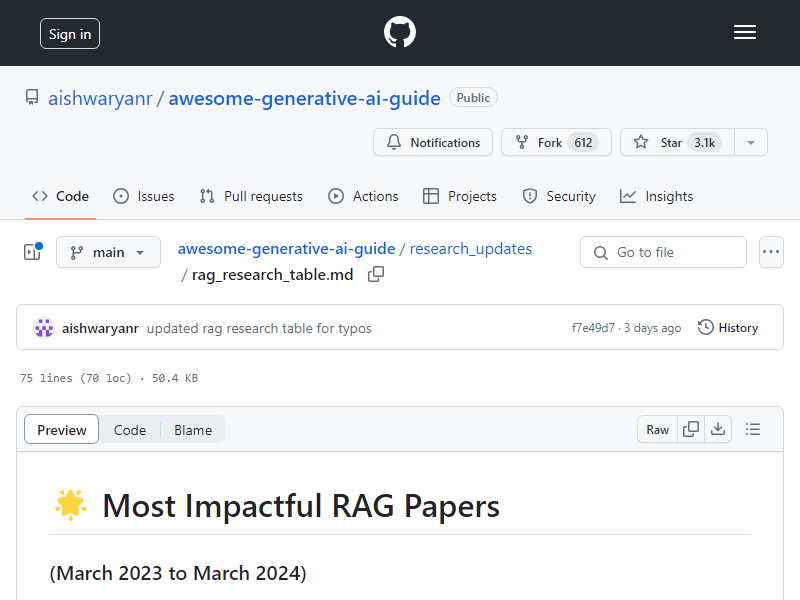 Sign in
aishwaryanr / awesome-generative-ai-guide Public
Notifications Fork 612 Star 3.1k
Code Issues Pull requests Actions Projects Security Insights
main awesome-generative-ai-guide / research_updates Go to file
/ rag_research_table.md
aishwaryanr updated rag research table for typos f7e49d7 · 3 days ago History
75 lines (70 loc) · 50.4 KB
Preview Code Blame Raw
Most Impactful RAG Papers
(March 2023 to March 2024)